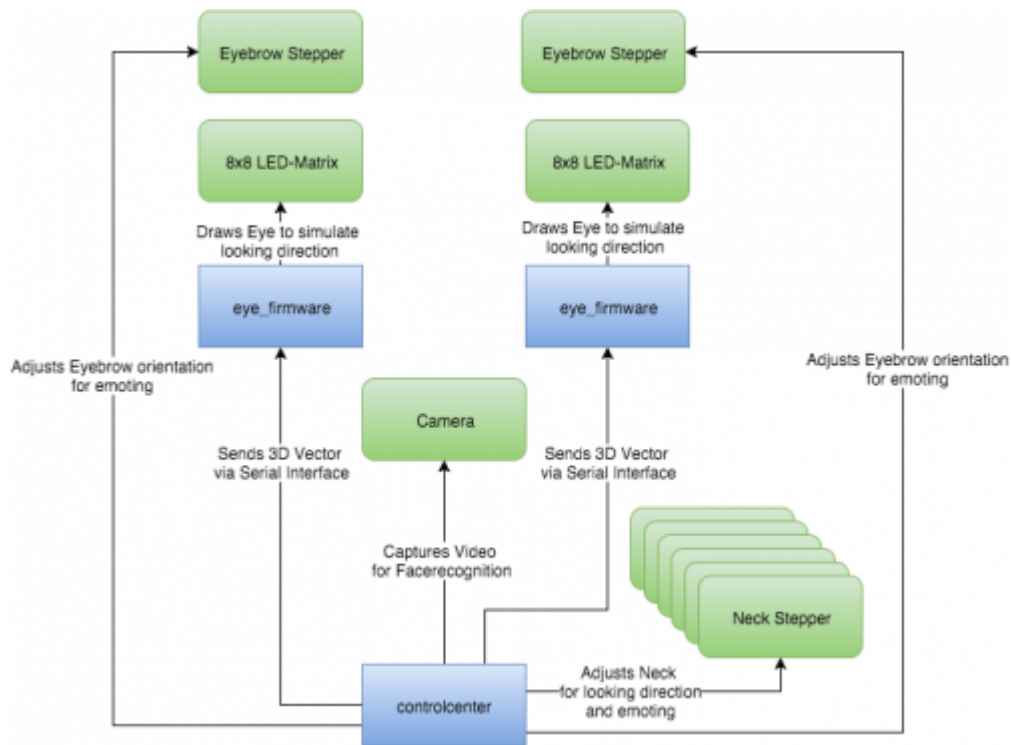 Eyebrow Stepper
Eyebrow Stepper
8x8 LED-Matrix
8x8 LED-Matrix
Draws Eye to simulate
looking direction
Draws Eye to simulate
looking direction
eye_firmware
eye_firmware
Adjusts Eyebrow orientation
for emoting
Adjusts Eyebrow orientation
for emoting
Camera
Sends 3D Vector
via Serial Interface
Sends 3D Vector
via Serial Interface
Captures Video
for Facerecognition
Neck Stepper
Adjusts Neck
for looking direction
and emoting
controlcenter